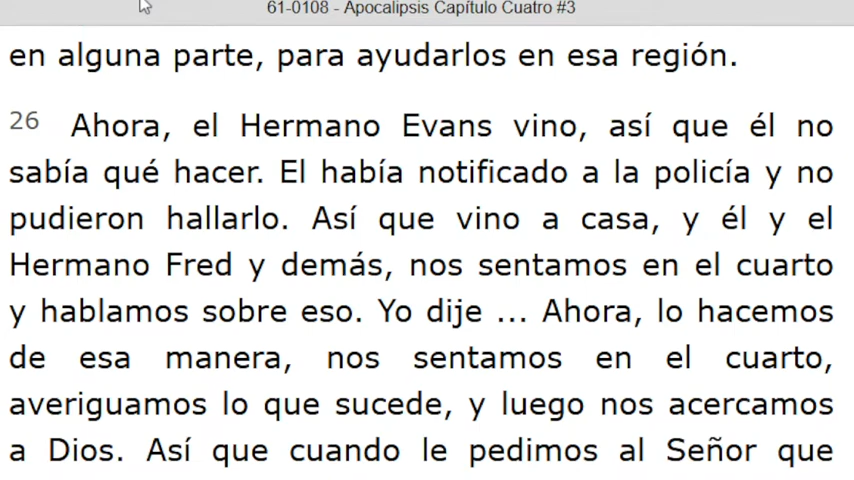 61-0108 - Apocalipsis Capítulo Cuatro #3
en alguna parte, para ayudarlos en esa región.
26 Ahora, el Hermano Evans vino, así que él no
sabía qué hacer. El había notificado a la policía y no
pudieron hallarlo. Así que vino a casa, y él y el
Hermano Fred y demás, nos sentamos en el cuarto
y hablamos sobre eso. Yo dije ... Ahora, lo hacemos
de esa manera, nos sentamos en el cuarto,
averiguamos lo que sucede, y luego nos acercamos
a Dios. Así que cuando le pedimos al Señor que